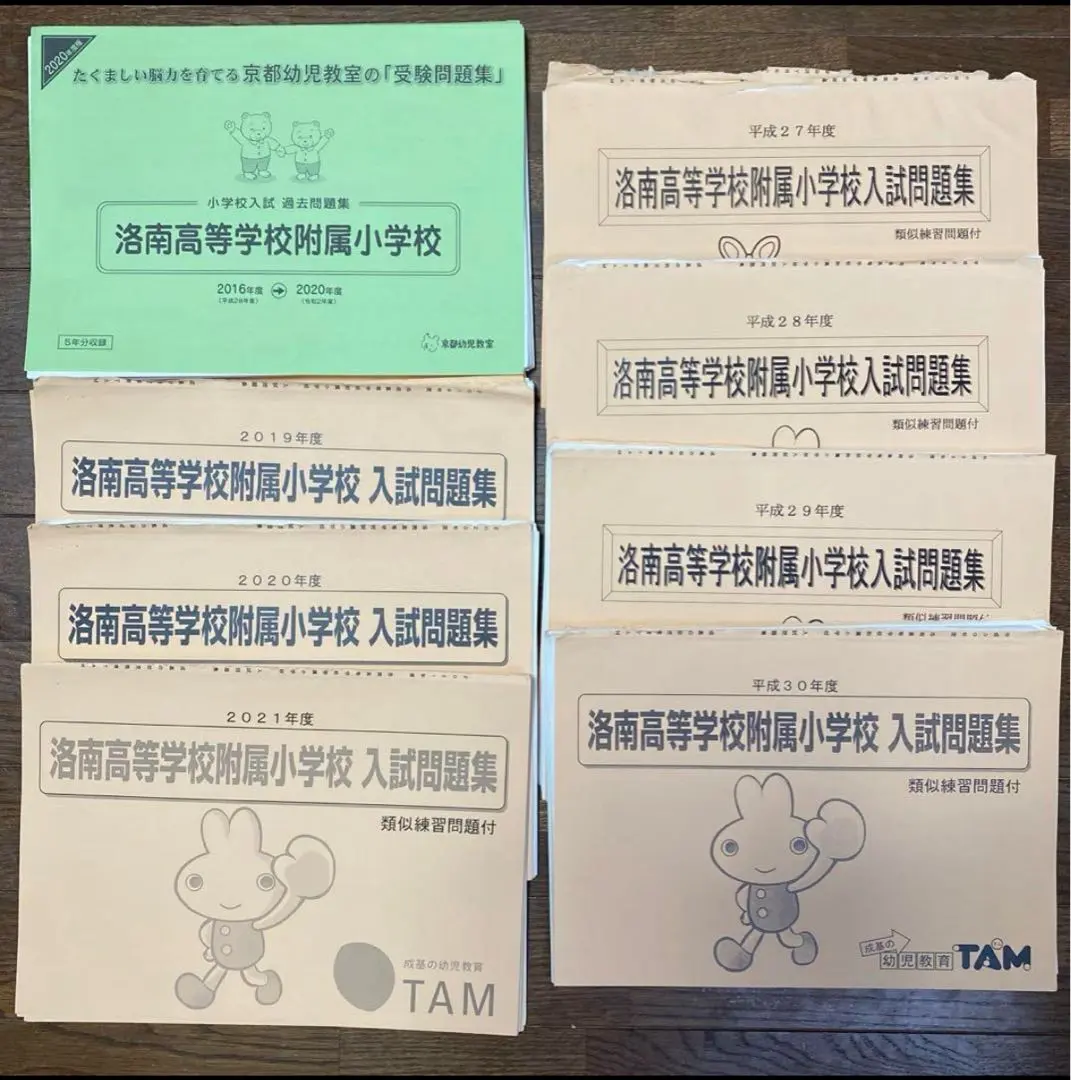 2020年度版
たくましい脳力を育てる京都幼児教室の「受験問題集」
小学校入試 過去問題集
洛南高等学校附属小学校
2016年度 → 2020年度
(平成28年度) (令和2年度)
5年分収録
京都幼児教室
2019年度
洛南高等学校附属小学校 入試問題集
2020年度
洛南高等学校附属小学校 入試問題集
2021年度
洛南高等学校附属小学校 入試問題集
類似練習問題付
成基の幼児教育
TAM
平成27年度
洛南高等学校附属小学校入試問題集
類似練習問題付
平成28年度
洛南高等学校附属小学校入試問題集
類似練習問題付
平成29年度
洛南高等学校附属小学校入試問題集
類似練習問題付
平成30年度
洛南高等学校附属小学校 入試問題集
類似練習問題付
成基の
幼児教育 TAM